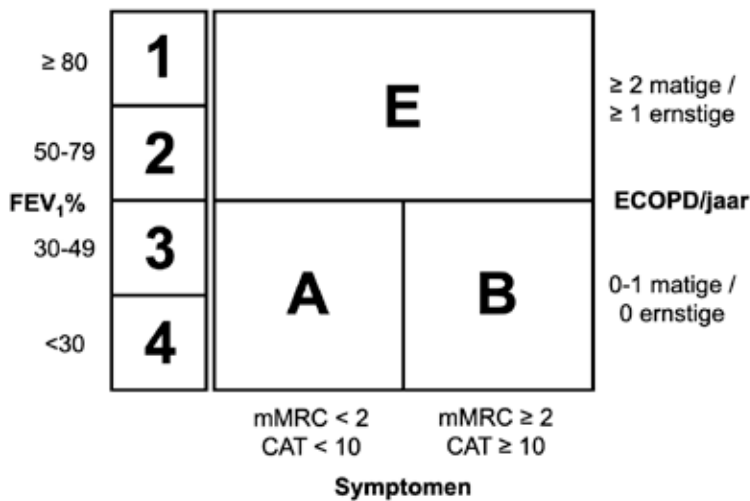 ≥ 80
1
E
≥ 2 matige /
≥ 1 ernstige
50-79
2
FEV₁%
ECOPD/jaar
30-49
3
A
B
0-1 matige /
0 ernstige
<30
4
mMRC < 2
CAT < 10
mMRC ≥ 2
CAT ≥ 10
Symptomen